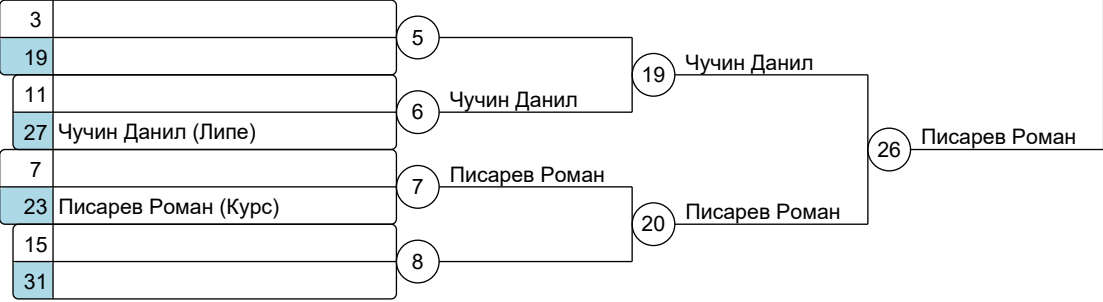 3
5
19
19 Чучин Данил
11
6 Чучин Данил
27 Чучин Данил (Липе)
26 Писарев Роман
7
7 Писарев Роман
23 Писарев Роман (Курс)
20 Писарев Роман
15
8
31